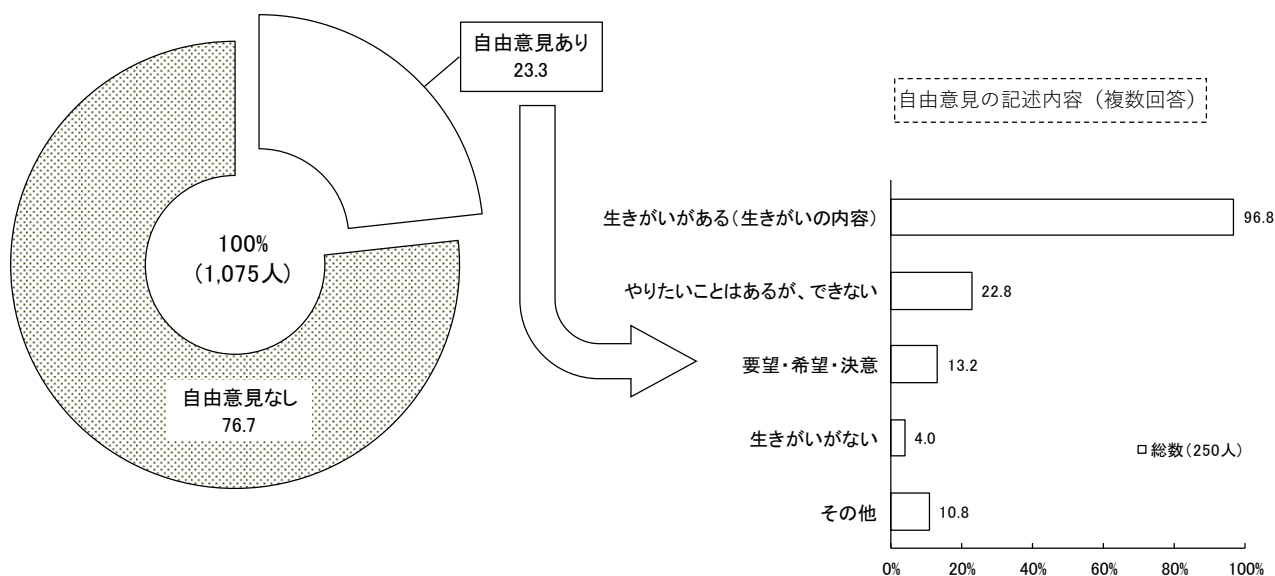 自由意見あり
23.3
100%
(1,075人)
自由意見なし
76.7
自由意見の記述内容（複数回答）
生きがいがある（生きがいの内容）
96.8
やりたいことはあるが、できない
22.8
要望・希望・決意
13.2
生きがいがない
4.0
その他
10.8
総数（250人）
0%
20%
40%
60%
80%
100%